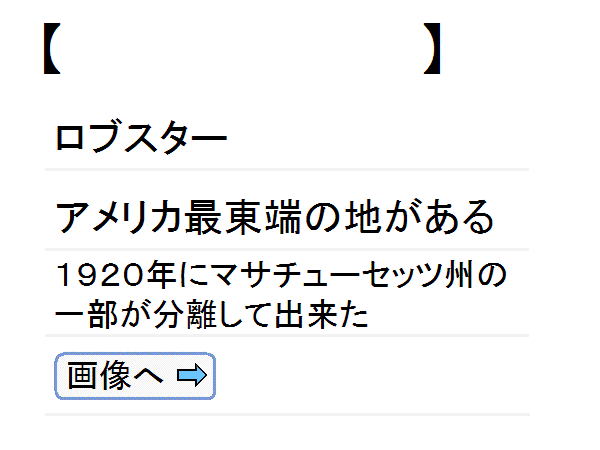 【　　　　　　　　】
ロブスター
アメリカ最東端の地がある
１９２０年にマサチューセッツ州の
一部が分離して出来た
画像へ ⇨